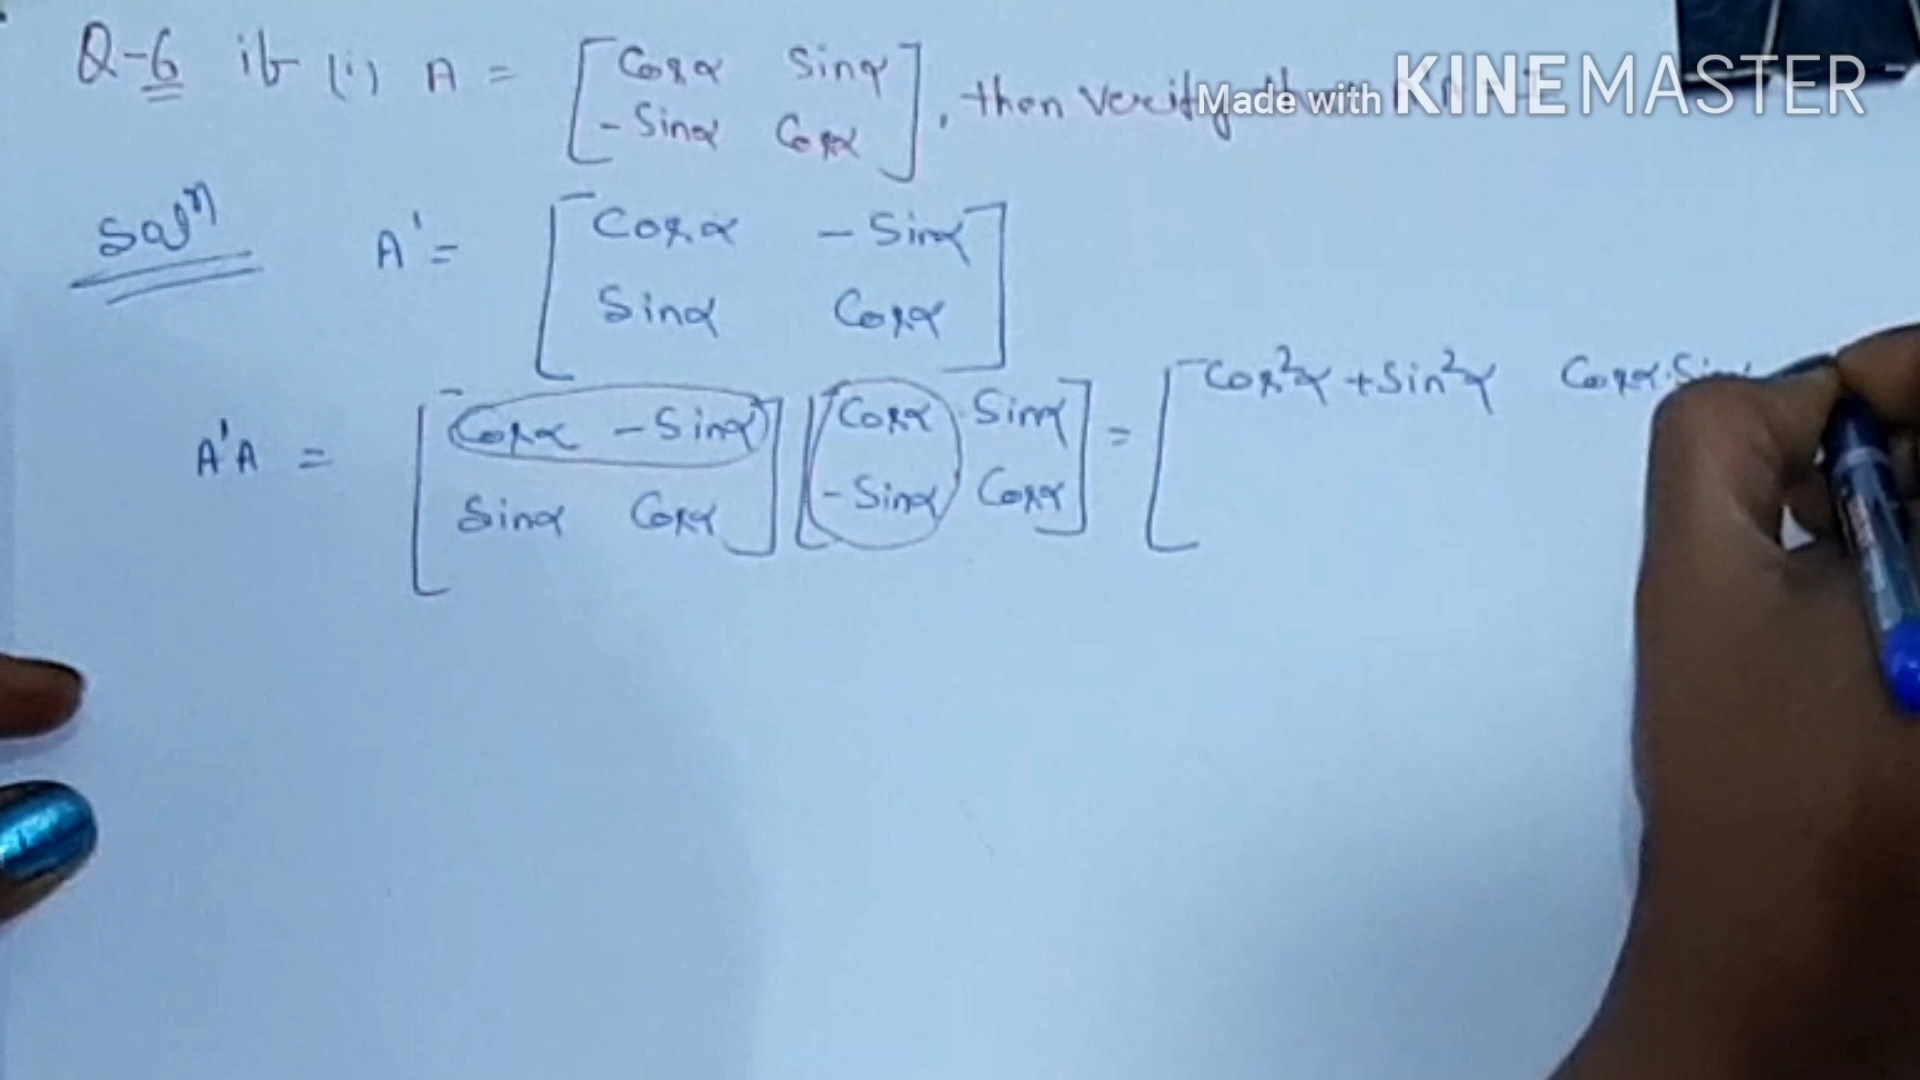 Q-6 if (i) A = [ Cosα Sinα
-Sinα Cosα ], then verify
Made with KINEMASTER
Solⁿ A' = [ Cosα -Sinα
Sinα Cosα ]
A'A = [ Cosα -Sinα ] [ Cosα Sinα ] = [ Cos²α + Sin²α Cosα.
Sinα Cosα -Sinα Cosα